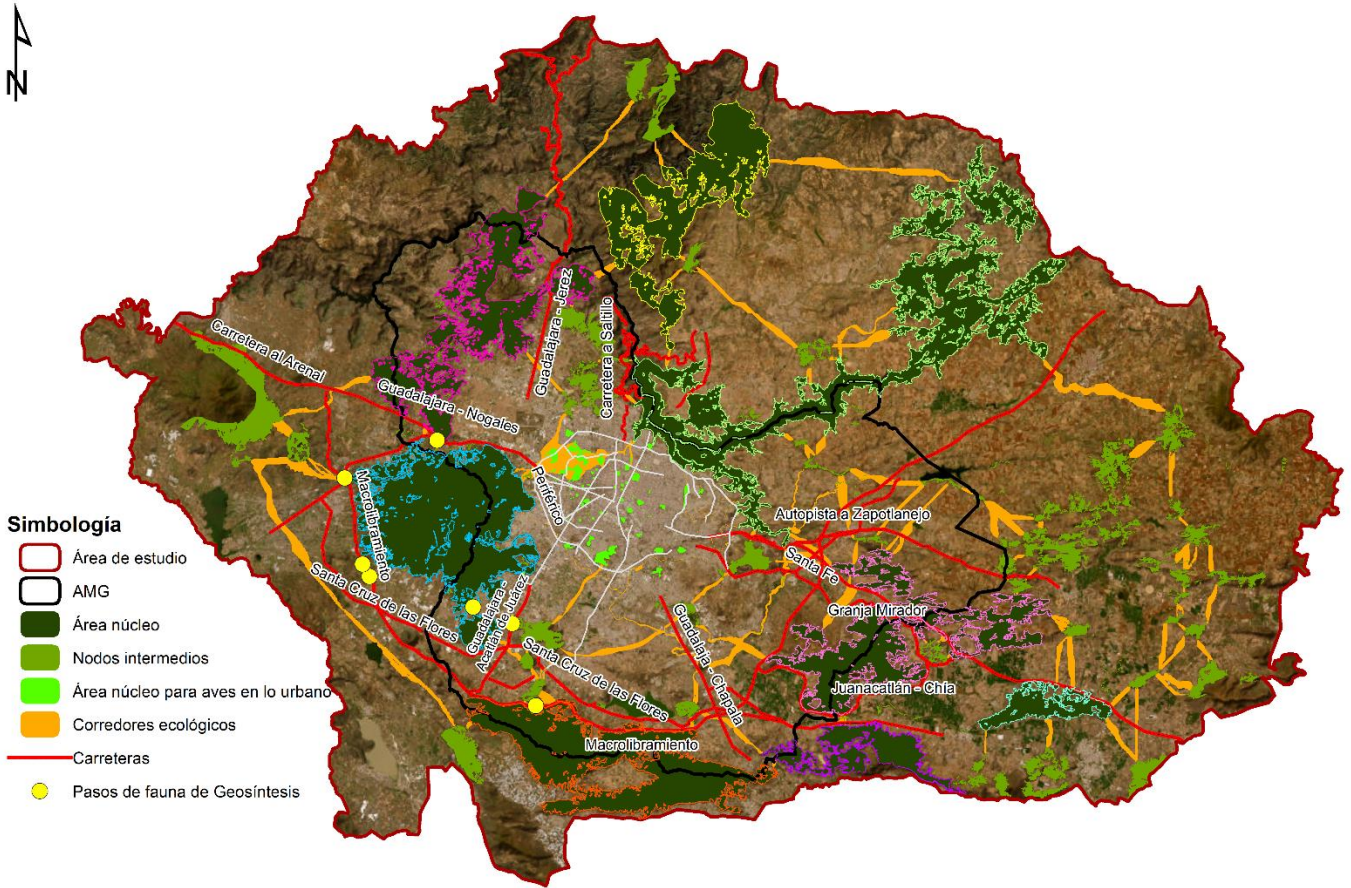 N
Carretera al Arenal
Guadalajara - Nogales
Guadalajara - Jerez
Carretera a Saltillo
Periférico
Macrolibramiento
Santa Cruz de las Flores
Guadalajara -
Acatlán de Juárez
Santa Cruz de las Flores
Macrolibramiento
Guadalaja - Chapala
Autopista a Zapotlanejo
Santa Fe
Granja Mirador
Juanacatlán - Chia
Simbología
Área de estudio
AMG
Área núcleo
Nodos intermedios
Área núcleo para aves en lo urbano
Corredores ecológicos
Carreteras
Pasos de fauna de Geosíntesis